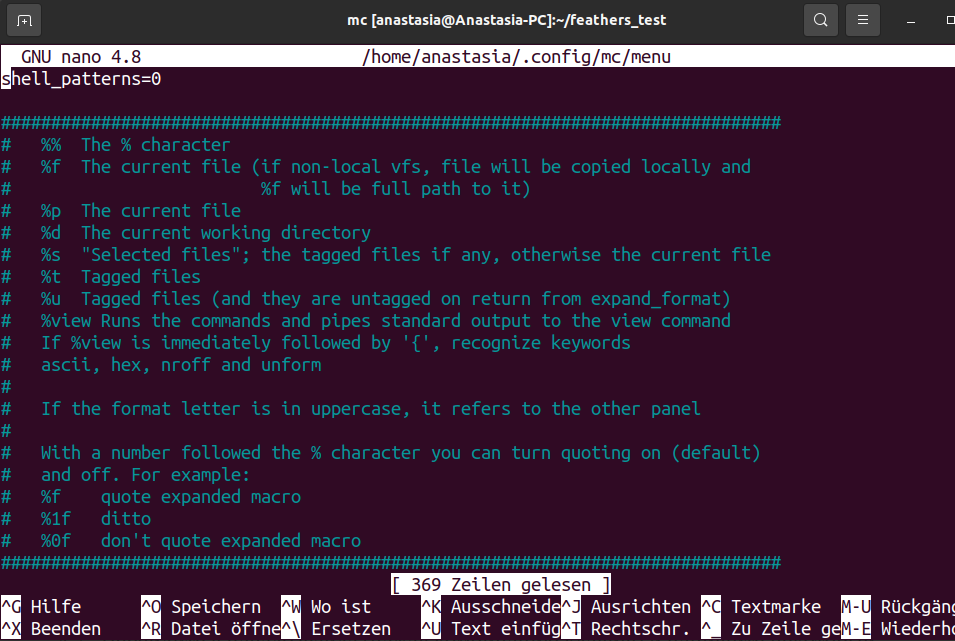 mc [anastasia@Anastasia-PC]:~/feathers_test
GNU nano 4.8 /home/anastasia/.config/mc/menu
shell_patterns=0
##############################################################################
#   %%  The % character
#   %f  The current file (if non-local vfs, file will be copied locally and
#                         %f will be full path to it)
#   %p  The current file
#   %d  The current working directory
#   %s  "Selected files"; the tagged files if any, otherwise the current file
#   %t  Tagged files
#   %u  Tagged files (and they are untagged on return from expand_format)
#   %view Runs the commands and pipes standard output to the view command
#   If %view is immediately followed by '{', recognize keywords
#   ascii, hex, nroff and unform
#
#   If the format letter is in uppercase, it refers to the other panel
#
#   With a number followed the % character you can turn quoting on (default)
#   and off. For example:
#   %f    quote expanded macro
#   %1f   ditto
#   %0f   don't quote expanded macro
##############################################################################
[ 369 Zeilen gelesen ]
^G Hilfe ^O Speichern ^W Wo ist ^K Ausschneide ^J Ausrichten ^C Textmarke M-U Rückgäng
^X Beenden ^R Datei öffne ^\ Ersetzen ^U Text einfüg ^T Rechtschr. ^_ Zu Zeile ge M-E Wiederho